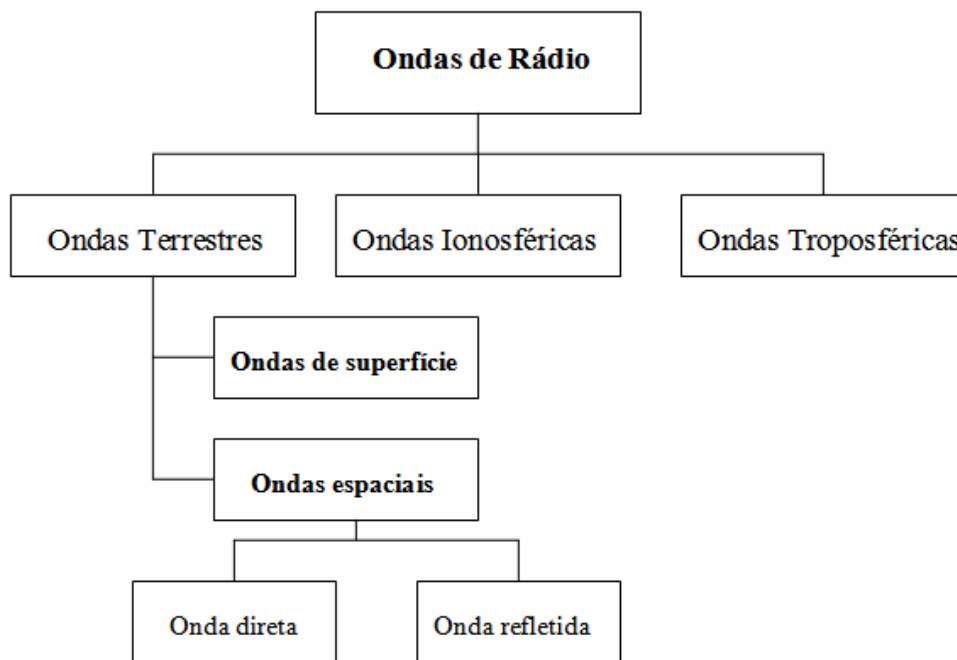 Ondas de Rádio
Ondas Terrestres
Ondas Ionosféricas
Ondas Troposféricas
Ondas de superfície
Ondas espaciais
Onda direta
Onda refletida